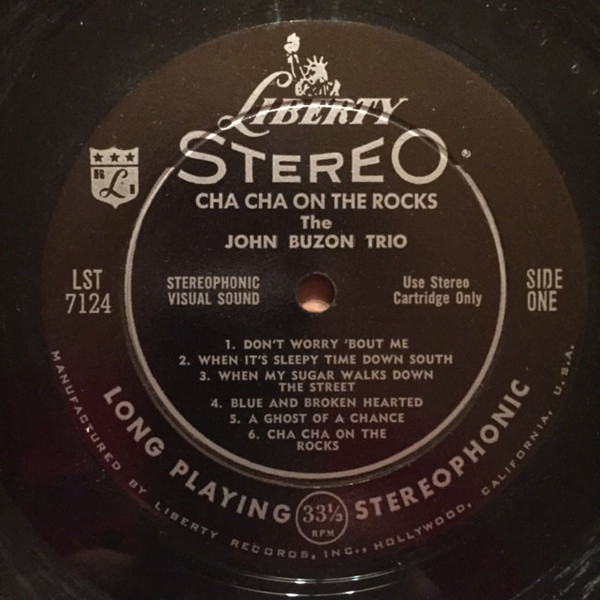 LIBERTY
STEREO®
CHA CHA ON THE ROCKS
The
JOHN BUZON TRIO
R L I
LST
7124
STEREOPHONIC
VISUAL SOUND
Use Stereo
Cartridge Only
SIDE
ONE
1. DON'T WORRY 'BOUT ME
2. WHEN IT'S SLEEPY TIME DOWN SOUTH
3. WHEN MY SUGAR WALKS DOWN
THE STREET
4. BLUE AND BROKEN HEARTED
5. A GHOST OF A CHANCE
6. CHA CHA ON THE
ROCKS
LONG PLAYING 33⅓ RPM STEREOPHONIC
MANUFACTURED BY LIBERTY RECORDS, INC., HOLLYWOOD, CALIFORNIA, U.S.A.